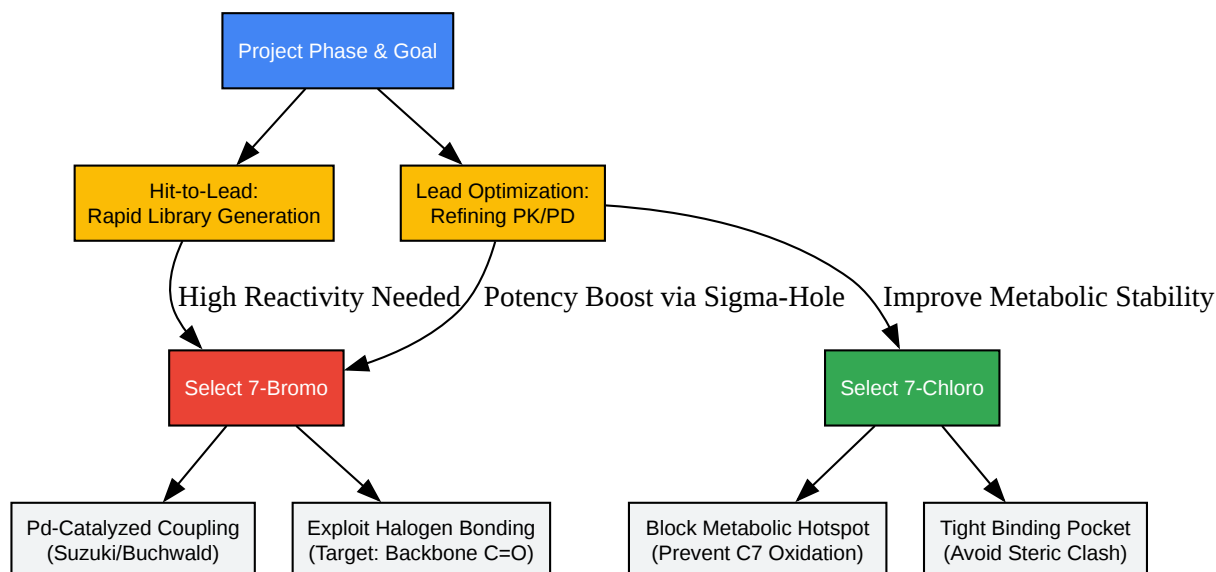 Project Phase & Goal
Hit-to-Lead:
Rapid Library Generation
Lead Optimization:
Refining PK/PD
High Reactivity Needed
Potency Boost via Sigma-Hole
Improve Metabolic Stability
Select 7-Bromo
Select 7-Chloro
Pd-Catalyzed Coupling
(Suzuki/Buchwald)
Exploit Halogen Bonding
(Target: Backbone C=O)
Block Metabolic Hotspot
(Prevent C7 Oxidation)
Tight Binding Pocket
(Avoid Steric Clash)